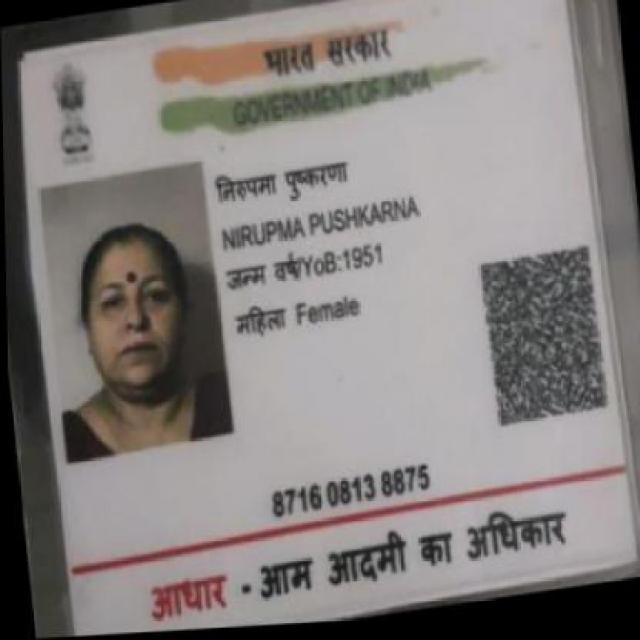 भारत सरकार
GOVERNMENT OF INDIA
निरुपमा पुष्करणा
NIRUPMA PUSHKARNA
जन्म वर्ष/YoB:1951
महिला Female
8716 0813 8875
आधार - आम आदमी का अधिकार